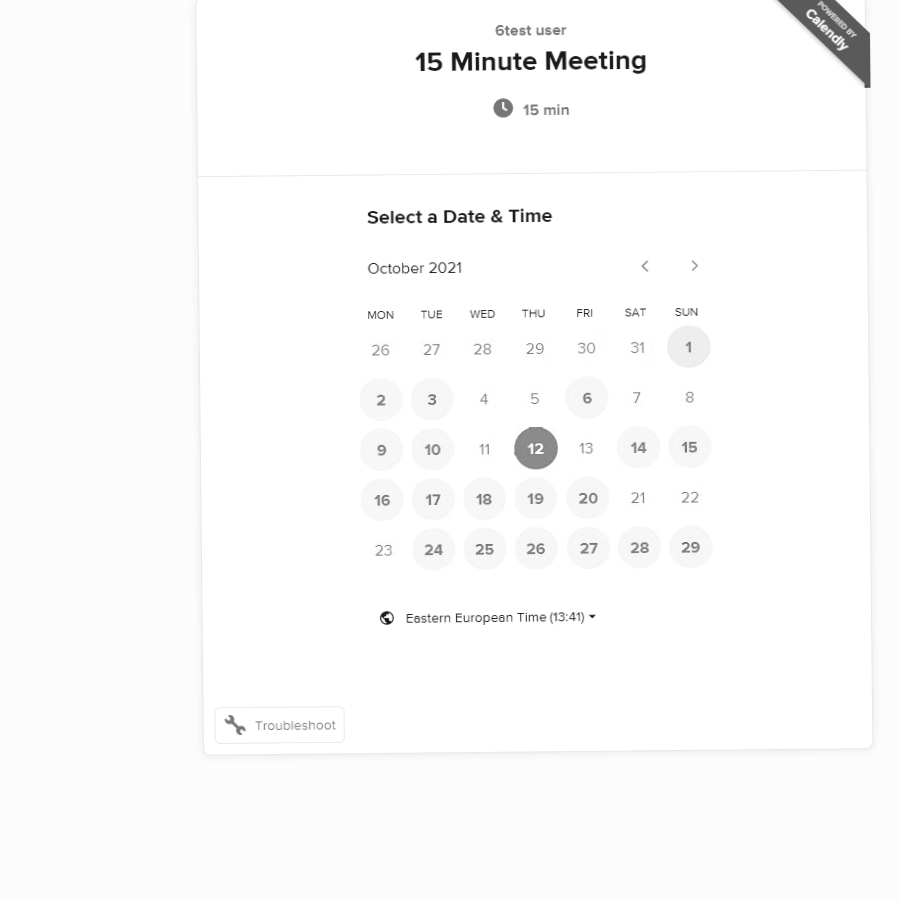 6test user
15 Minute Meeting
15 min
POWERED BY
Calendly
Select a Date & Time
October 2021
MON TUE WED THU FRI SAT SUN
26 27 28 29 30 31 1
2 3 4 5 6 7 8
9 10 11 12 13 14 15
16 17 18 19 20 21 22
23 24 25 26 27 28 29
Eastern European Time (13:41)
Troubleshoot